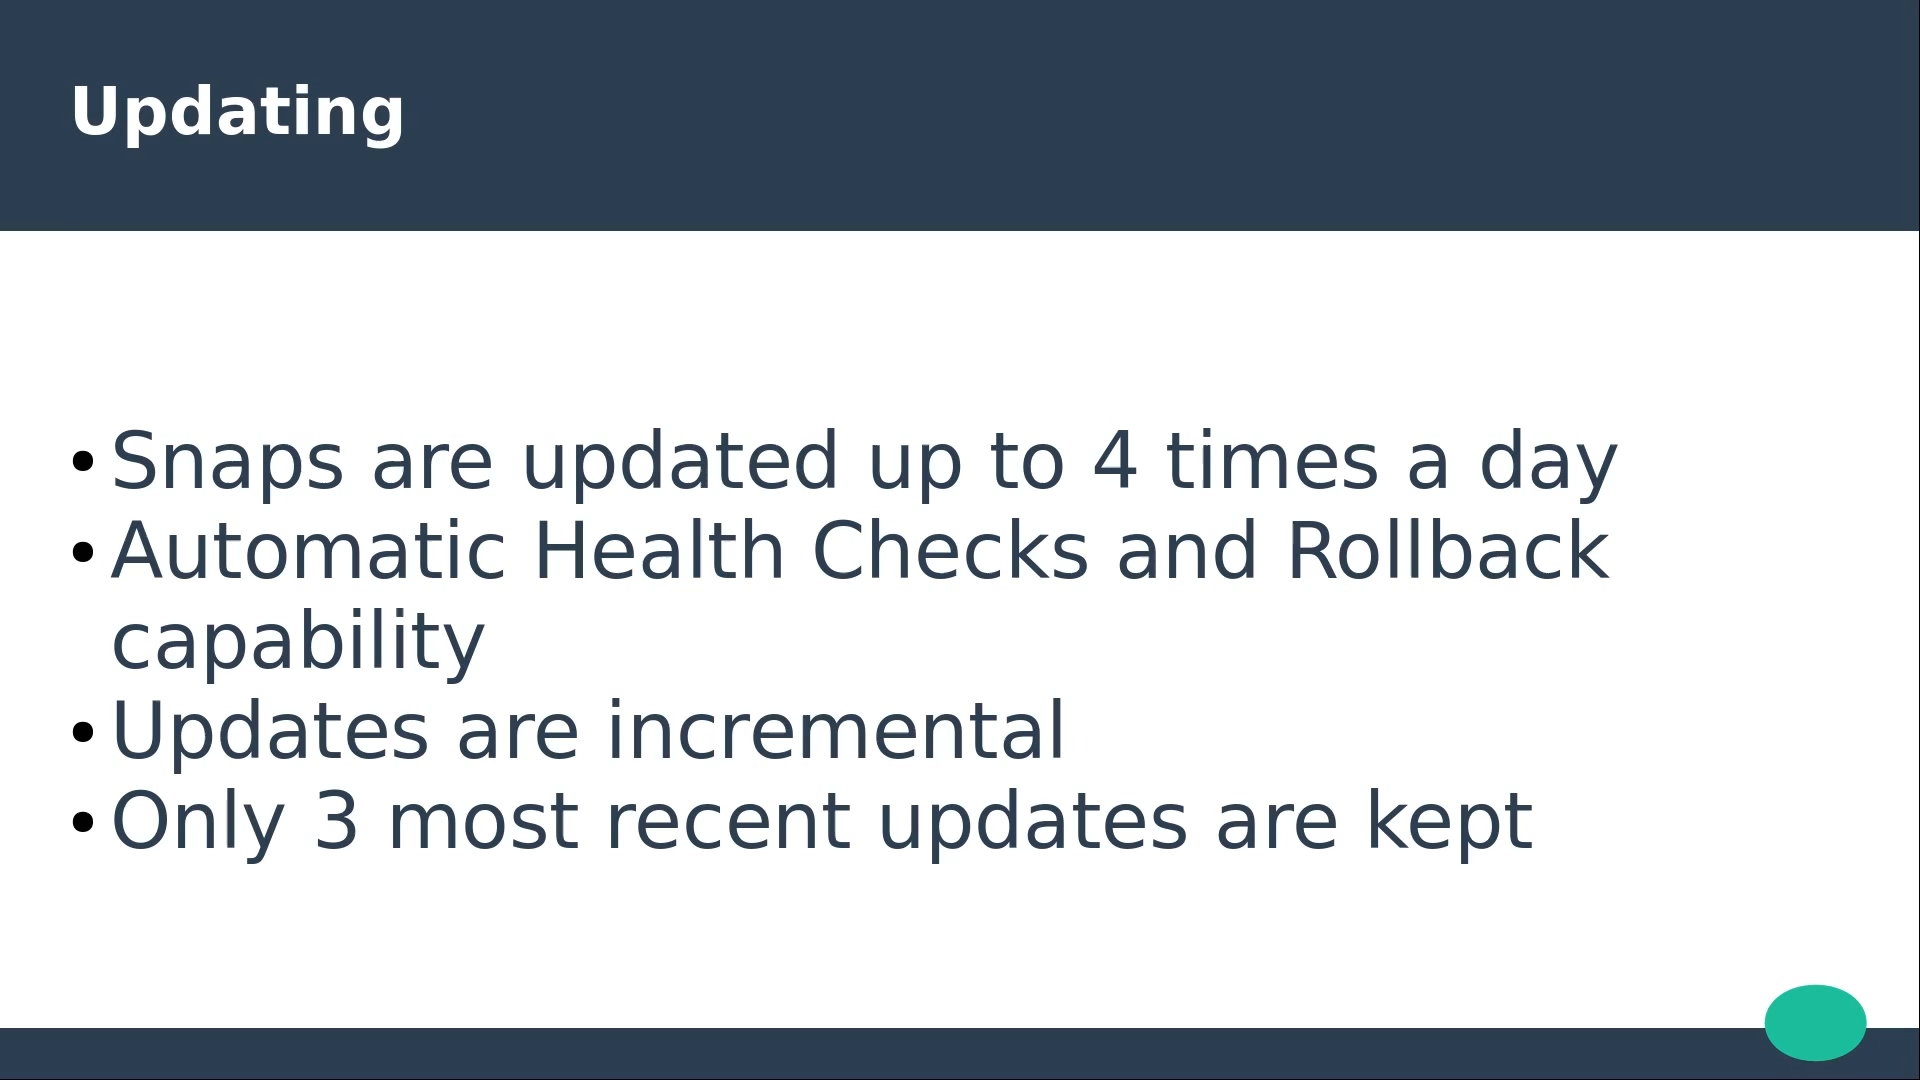 Updating
• Snaps are updated up to 4 times a day
• Automatic Health Checks and Rollback
capability
• Updates are incremental
• Only 3 most recent updates are kept